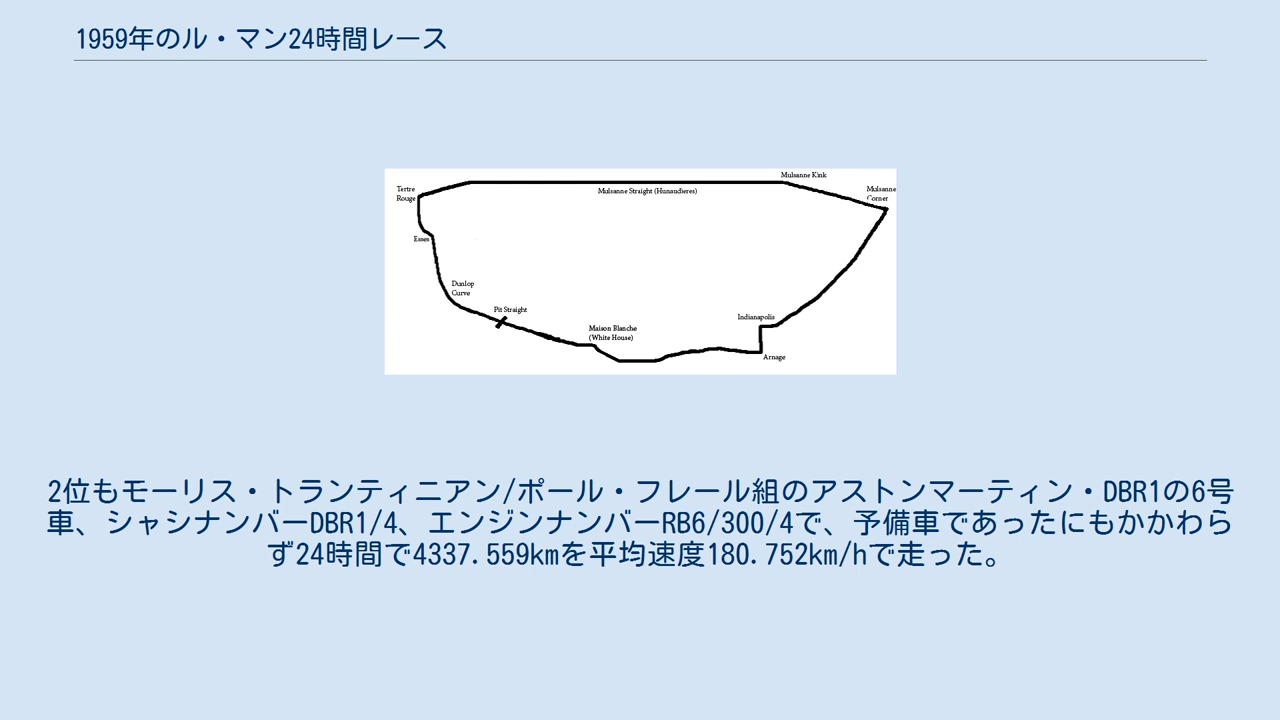 1959年のル・マン24時間レース
Mulsanne Kink
Tertre
Rouge
Mulsanne Straight (Hunaudieres)
Mulsanne
Corner
Esses
Dunlop
Curve
Pit Straight
Indianapolis
Maison Blanche
(White House)
Arnage
2位もモーリス・トランティニアン/ポール・フレール組のアストンマーティン・DBR1の6号
車、シャシナンバーDBR1/4、エンジンナンバーRB6/300/4で、予備車であったにもかかわら
ず24時間で4337.559kmを平均速度180.752km/hで走った。